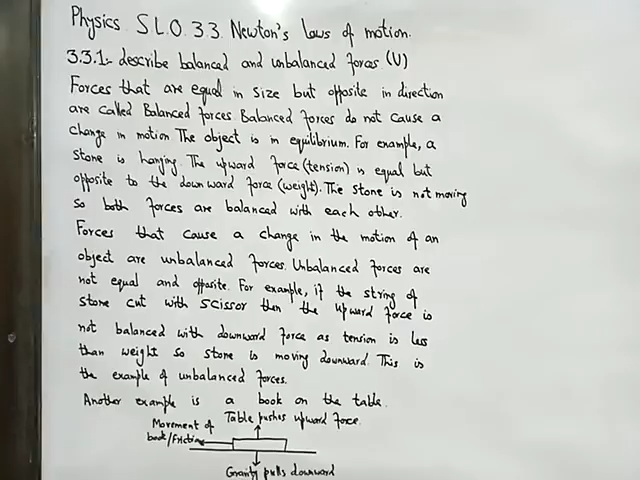 Physics S.L.O. 3.3. Newton's laws of motion.
3.3.1:- describe balanced and unbalanced forces (U)
Forces that are equal in size but opposite in direction
are called Balanced forces Balanced forces do not cause a
change in motion The object is in equilibrium. For example, a
stone is hanging. The upward force (tension) is equal but
opposite to the downward force (weight). The stone is not moving
so both forces are balanced with each other.
Forces that cause a change in the motion of an
object are unbalanced forces. Unbalanced forces are
not equal and opposite. For example, if the string of
stone cut with scissor then the upward force is
not balanced with downward force as tension is less
than weight so stone is moving downward. This is
the example of unbalanced forces.
Another example is a book on the table.
Table pushes upward force
Movement of
book/Friction
Gravity pulls downward